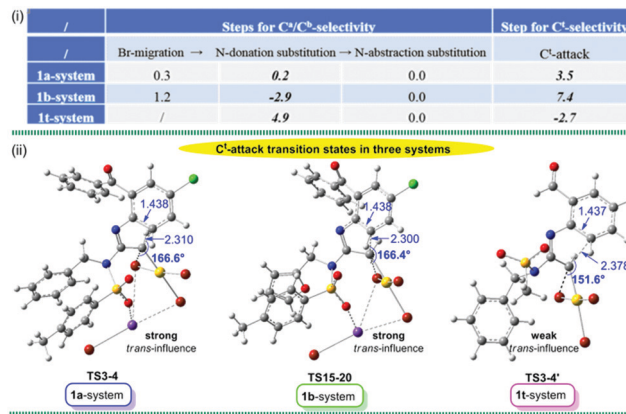 (i)
/ Steps for Cᵃ/Cᵇ-selectivity Step for Cᵗ-selectivity
/ Br-migration → N-donation substitution → N-abstraction substitution Cᵗ-attack
1a-system 0.3 0.2 0.0 3.5
1b-system 1.2 -2.9 0.0 7.4
1t-system / 4.9 0.0 -2.7
(ii) Cᵗ-attack transition states in three systems
1.438 1.438 1.437
2.310 2.300 2.378
166.6° 166.4° 151.6°
strong strong weak
trans-influence trans-influence trans-influence
TS3-4 TS15-20 TS3-4'
1a-system 1b-system 1t-system